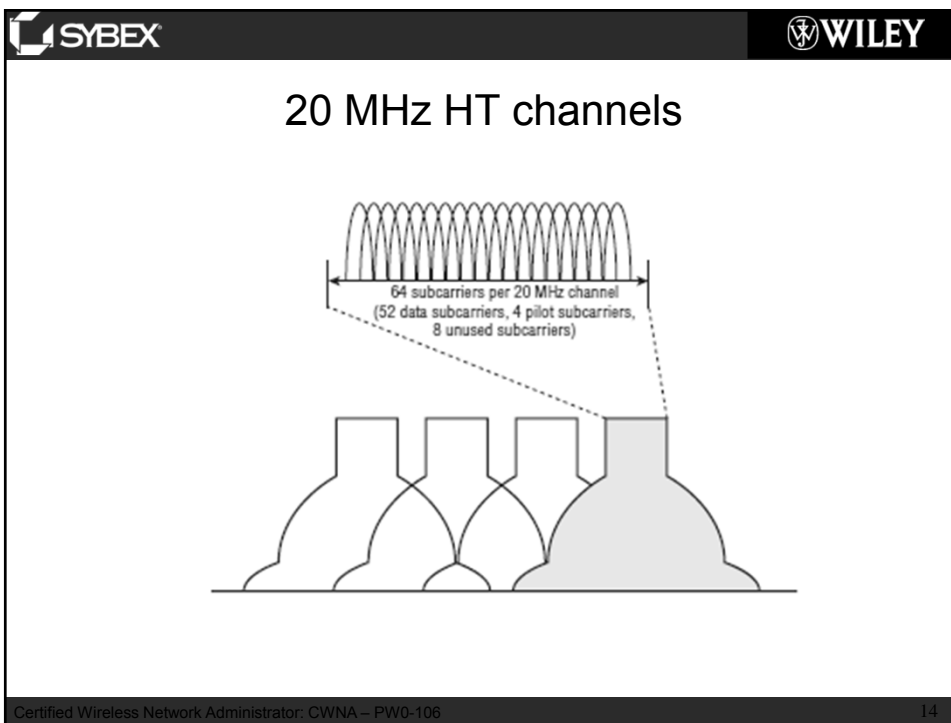 SYBEX
WILEY
20 MHz HT channels
64 subcarriers per 20 MHz channel
(52 data subcarriers, 4 pilot subcarriers,
8 unused subcarriers)
Certified Wireless Network Administrator: CWNA – PW0-106
14